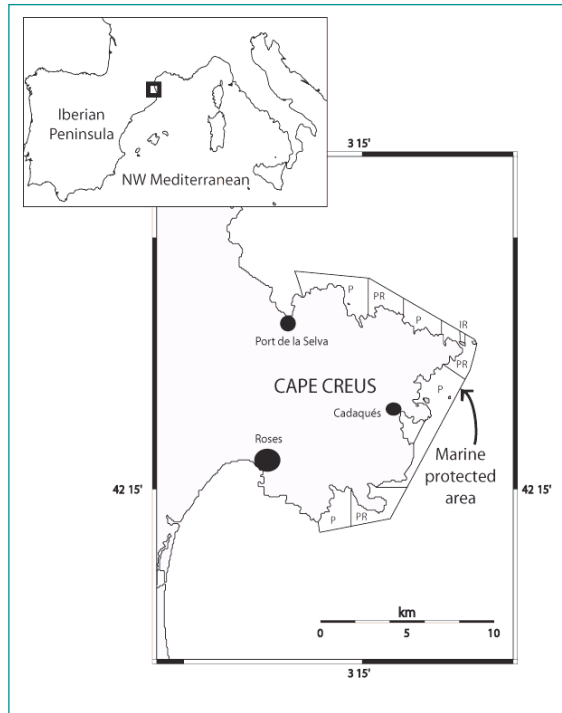 Iberian
Peninsula
NW Mediterranean
3 15'
P
PR
P
IR
Port de la Selva
PR
CAPE CREUS
P
Cadaqués
Roses
Marine
protected
area
42 15'
42 15'
P
PR
km
0
5
10
3 15'